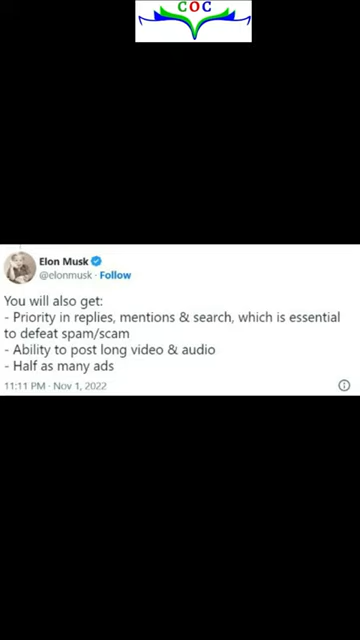 COC
Elon Musk
@elonmusk · Follow
You will also get:
- Priority in replies, mentions & search, which is essential
to defeat spam/scam
- Ability to post long video & audio
- Half as many ads
11:11 PM · Nov 1, 2022